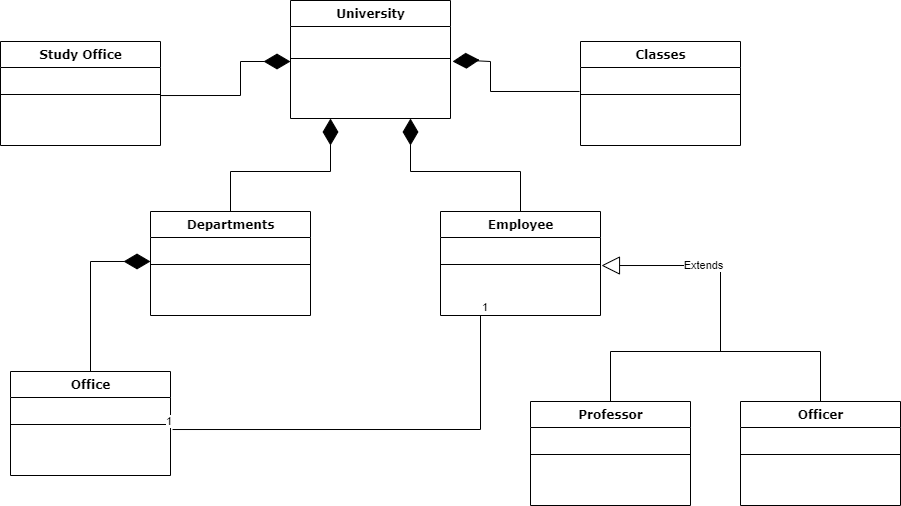 University
Study Office
Classes
Departments
Employee
Extends
1
Office
1
Professor
Officer